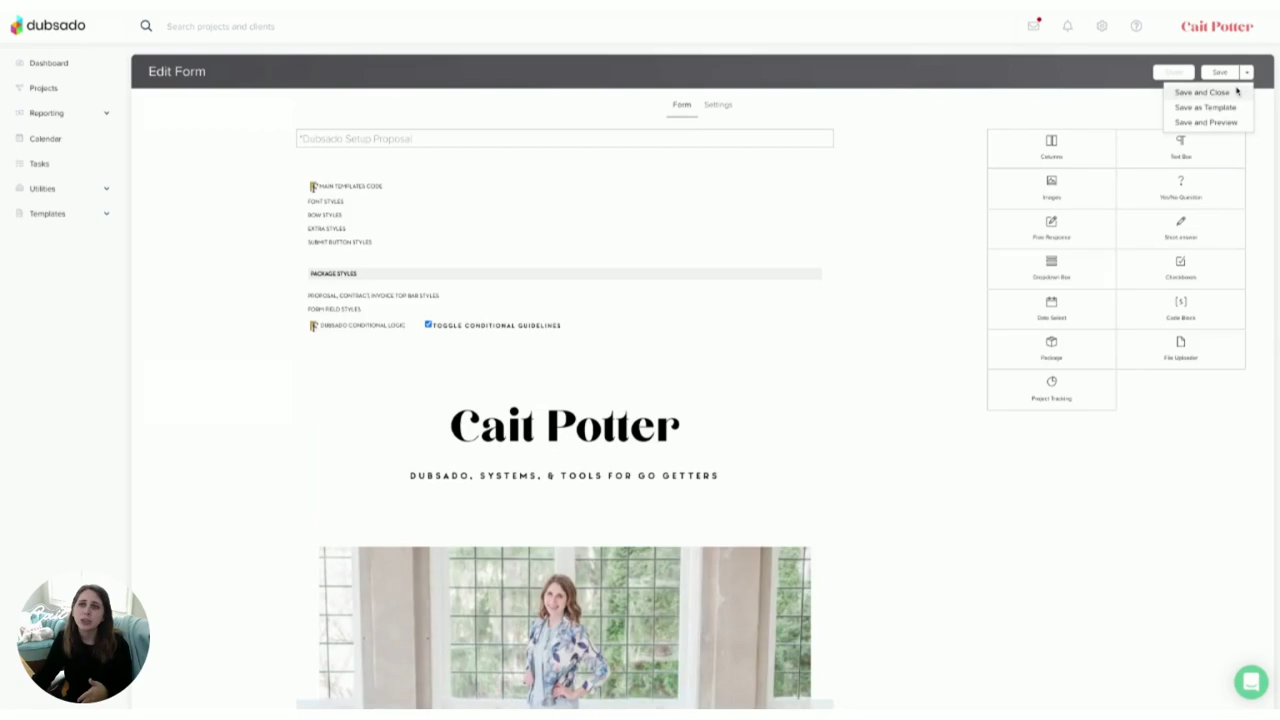 dubsado
Search projects and clients
Cait Potter
Dashboard
Projects
Reporting
Calendar
Tasks
Utilities
Templates
Edit Form
Save
Save and Close
Save as Template
Save and Preview
Form
Settings
*Dubsado Setup Proposal
MAIN TEMPLATES CODE
FONT STYLES
BOW STYLES
EXTRA STYLES
SUBMIT BUTTON STYLES
PACKAGE STYLES
PROPOSAL, CONTRACT, INVOICE TOP BAR STYLES
FORM FIELD STYLES
DUBSADO CONDITIONAL LOGIC
TOGGLE CONDITIONAL GUIDELINES
Columns
Text Box
Images
Yes/No Question
Free Response
Short answer
Dropdown Box
Checkboxes
Date Select
Code Block
Package
File Uploader
Project Tracking
Cait Potter
DUBSADO, SYSTEMS, & TOOLS FOR GO GETTERS